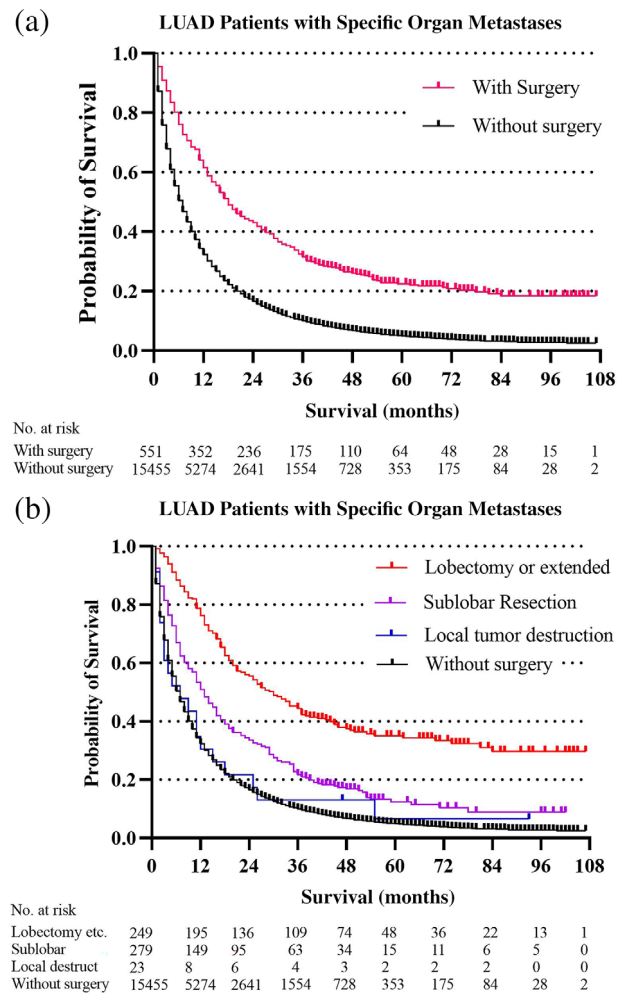 (a)
LUAD Patients with Specific Organ Metastases
Probability of Survival
1.0
0.8
0.6
0.4
0.2
0.0
With Surgery
Without surgery
0 12 24 36 48 60 72 84 96 108
Survival (months)
No. at risk
With surgery 551 352 236 175 110 64 48 28 15 1
Without surgery 15455 5274 2641 1554 728 353 175 84 28 2
(b)
LUAD Patients with Specific Organ Metastases
Probability of Survival
1.0
0.8
0.6
0.4
0.2
0.0
Lobectomy or extended
Sublobar Resection
Local tumor destruction
Without surgery
0 12 24 36 48 60 72 84 96 108
Survival (months)
No. at risk
Lobectomy etc. 249 195 136 109 74 48 36 22 13 1
Sublobar 279 149 95 63 34 15 11 6 5 0
Local destruct 23 8 6 4 3 2 2 2 0 0
Without surgery 15455 5274 2641 1554 728 353 175 84 28 2